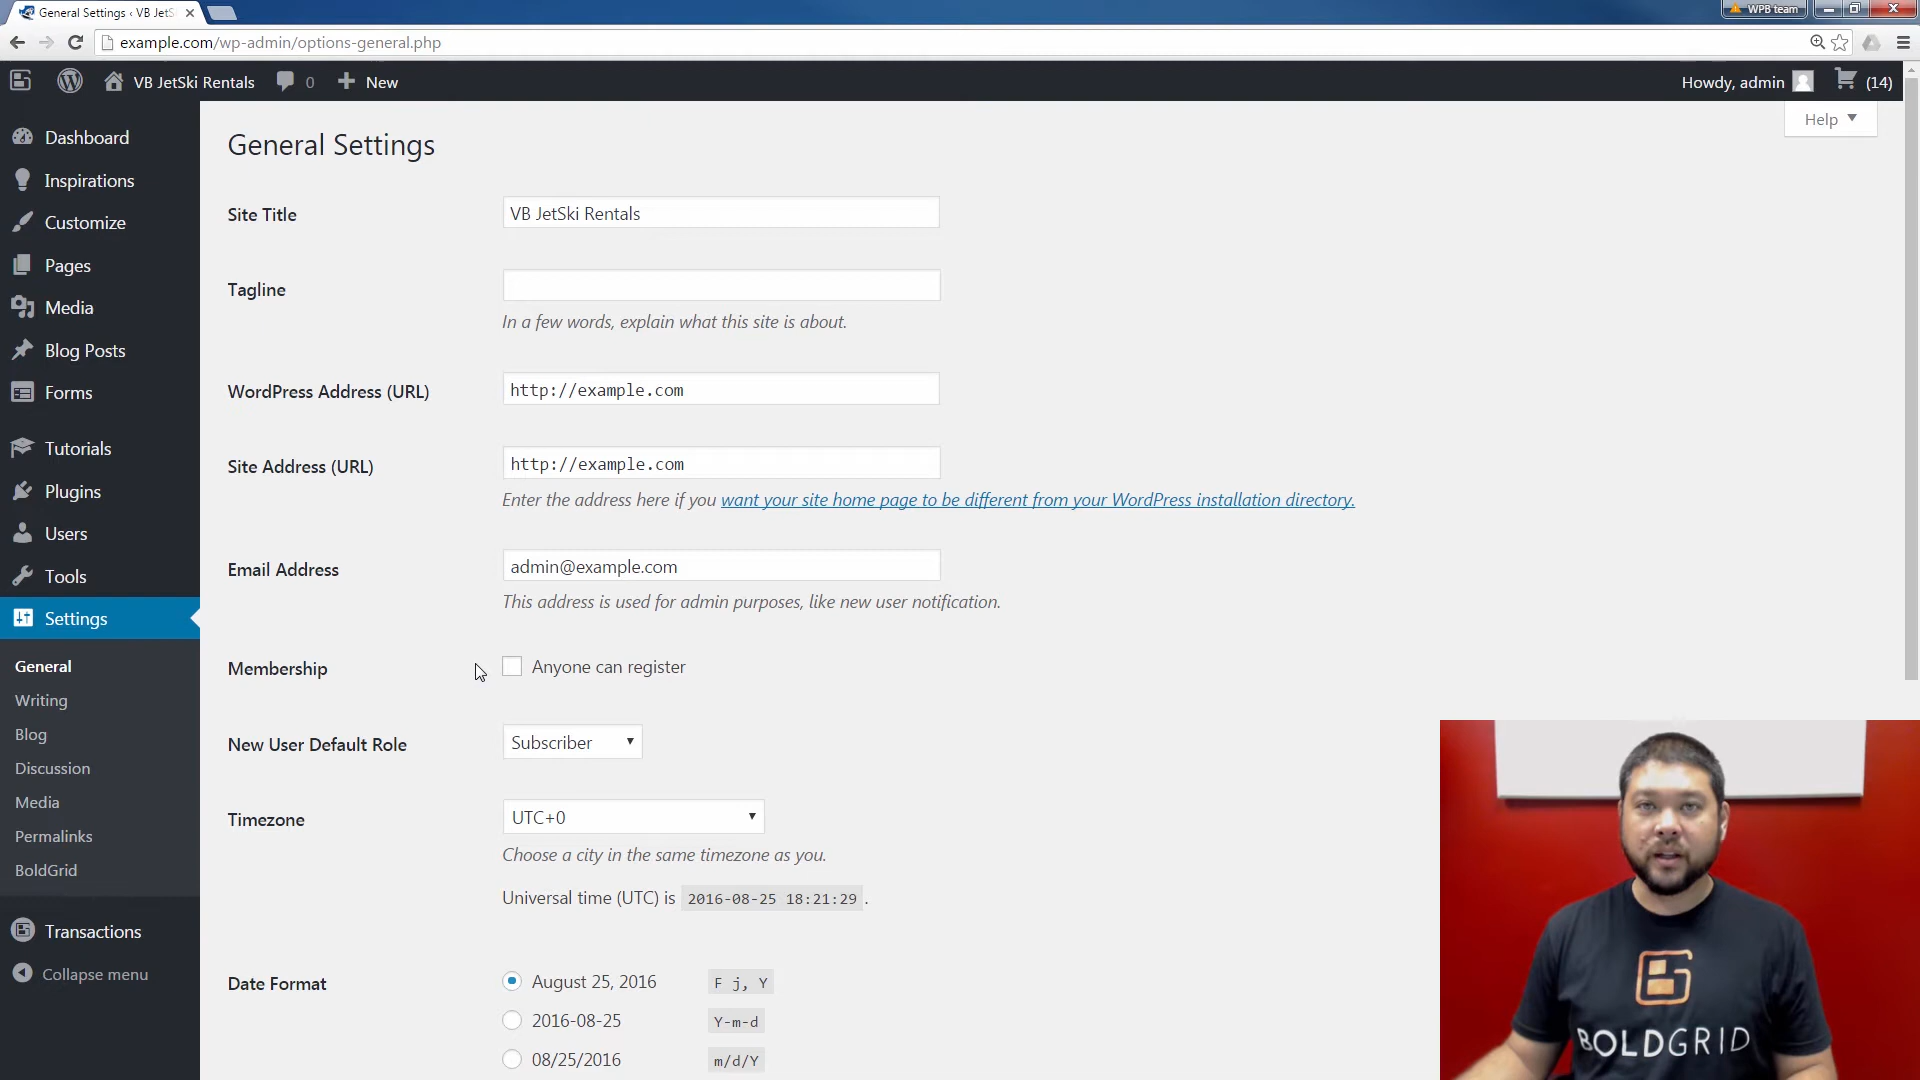 General Settings ‹ VB JetS
WPB team
example.com/wp-admin/options-general.php
VB JetSki Rentals
0
New
Howdy, admin
(14)
Help
Dashboard
Inspirations
Customize
Pages
Media
Blog Posts
Forms
Tutorials
Plugins
Users
Tools
Settings
General
Writing
Blog
Discussion
Media
Permalinks
BoldGrid
Transactions
Collapse menu
General Settings
Site Title
VB JetSki Rentals
Tagline
In a few words, explain what this site is about.
WordPress Address (URL)
http://example.com
Site Address (URL)
http://example.com
Enter the address here if you want your site home page to be different from your WordPress installation directory.
Email Address
admin@example.com
This address is used for admin purposes, like new user notification.
Membership
Anyone can register
New User Default Role
Subscriber
Timezone
UTC+0
Choose a city in the same timezone as you.
Universal time (UTC) is 2016-08-25 18:21:29 .
Date Format
August 25, 2016 F j, Y
2016-08-25 Y-m-d
08/25/2016 m/d/Y
BOLDGRID